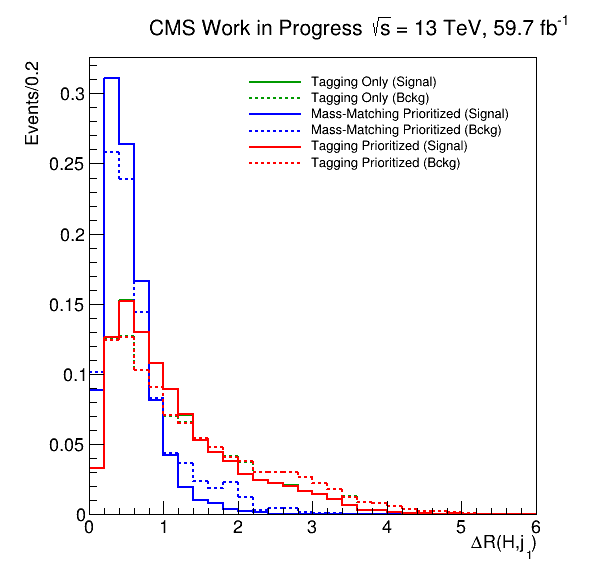 CMS Work in Progress √s = 13 TeV, 59.7 fb⁻¹
Events/0.2
Tagging Only (Signal)
Tagging Only (Bckg)
Mass-Matching Prioritized (Signal)
Mass-Matching Prioritized (Bckg)
Tagging Prioritized (Signal)
Tagging Prioritized (Bckg)
0.3
0.25
0.2
0.15
0.1
0.05
0
0 1 2 3 4 5 6
ΔR(H,j₁)